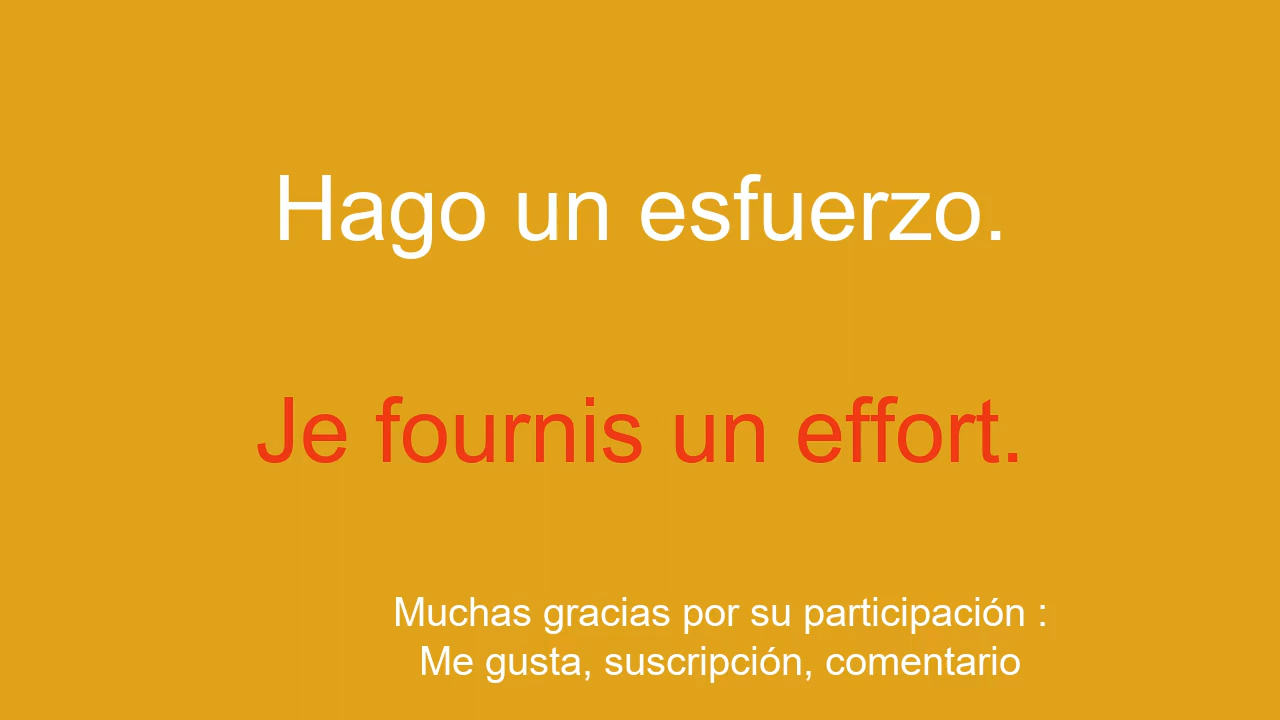 Hago un esfuerzo.
Je fournis un effort.
Muchas gracias por su participación :
Me gusta, suscripción, comentario